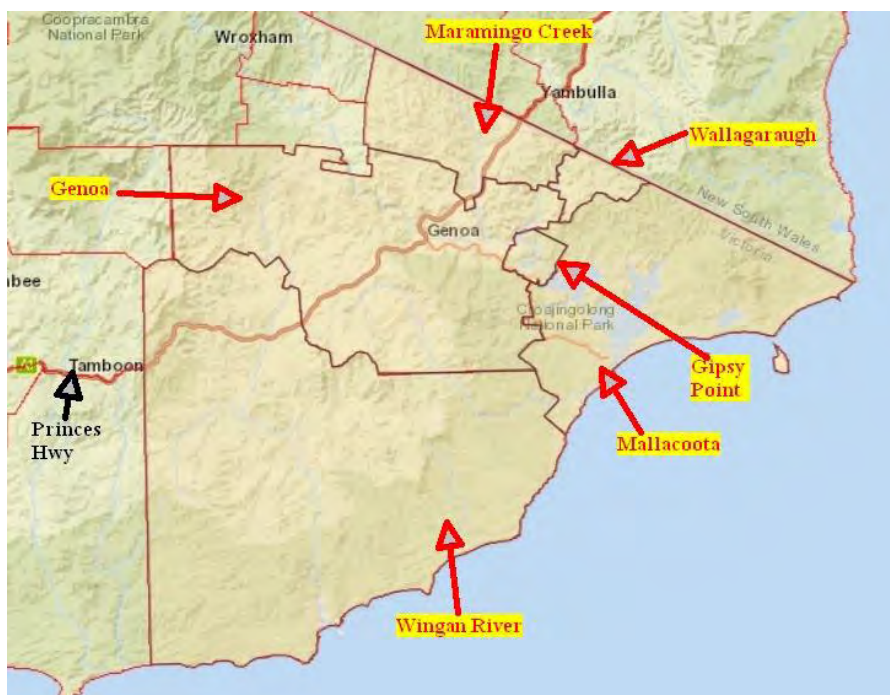 Coopracambra
National Park
Wroxham
Maramingo Creek
Yambulla
Wallagaraugh
Genoa
Genoa
New South Wales
Victoria
bee
Croajingolong
National Park
A1
Tamboon
Gipsy
Point
Princes
Hwy
Mallacoota
Wingan River